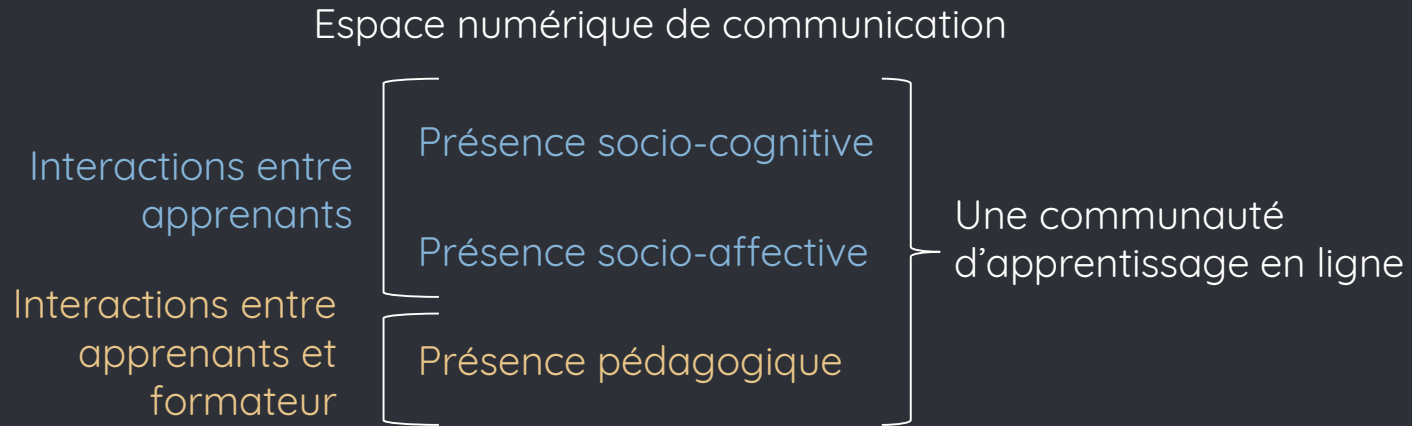 Espace numérique de communication
Interactions entre
apprenants
Présence socio-cognitive
Présence socio-affective
Une communauté
d’apprentissage en ligne
Interactions entre
apprenants et
formateur
Présence pédagogique